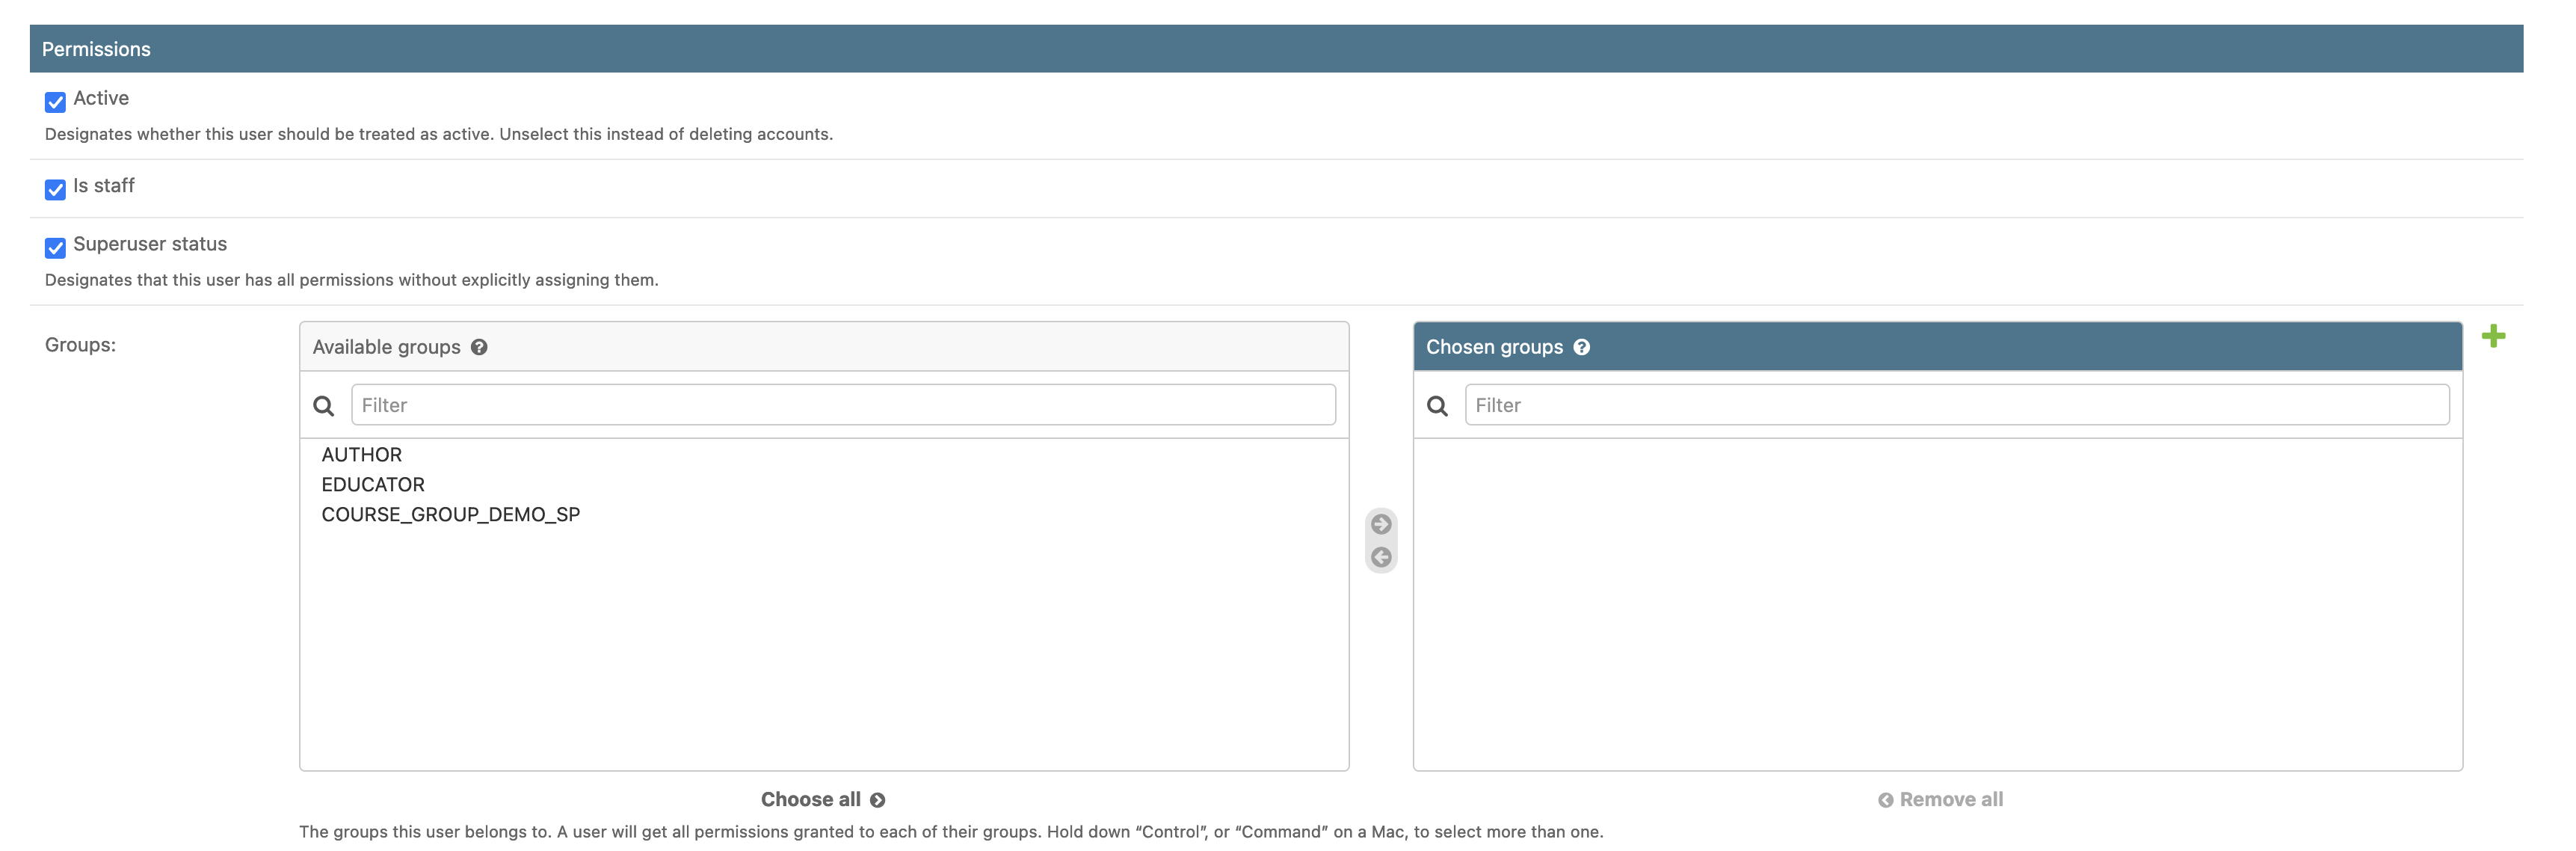 Permissions
Active
Designates whether this user should be treated as active. Unselect this instead of deleting accounts.
Is staff
Superuser status
Designates that this user has all permissions without explicitly assigning them.
Groups:
Available groups ?
Filter
AUTHOR
EDUCATOR
COURSE_GROUP_DEMO_SP
Choose all
Chosen groups ?
Filter
Remove all
The groups this user belongs to. A user will get all permissions granted to each of their groups. Hold down “Control”, or “Command” on a Mac, to select more than one.